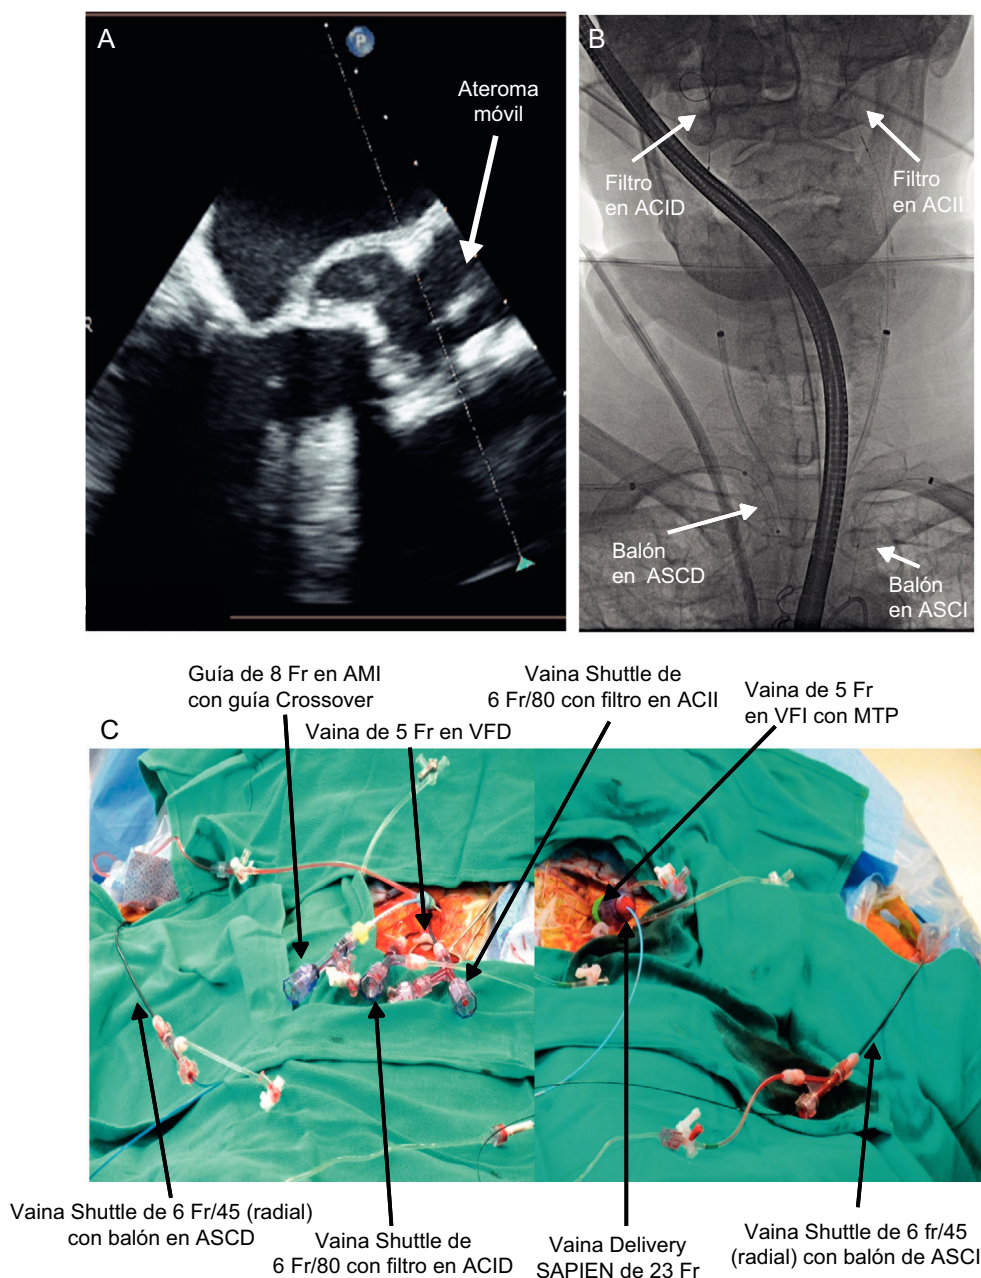 A
P
Ateroma
móvil
R
B
Filtro
en ACID
Filtro
en ACII
Balón
en ASCD
Balón
en ASCI
Guía de 8 Fr en AMI
con guía Crossover
Vaina Shuttle de
6 Fr/80 con filtro en ACII
Vaina de 5 Fr
en VFI con MTP
C
Vaina de 5 Fr en VFD
Vaina Shuttle de 6 Fr/45 (radial)
con balón en ASCD
Vaina Shuttle de
6 Fr/80 con filtro en ACID
Vaina Delivery
SAPIEN de 23 Fr
Vaina Shuttle de 6 fr/45
(radial) con balón de ASCI